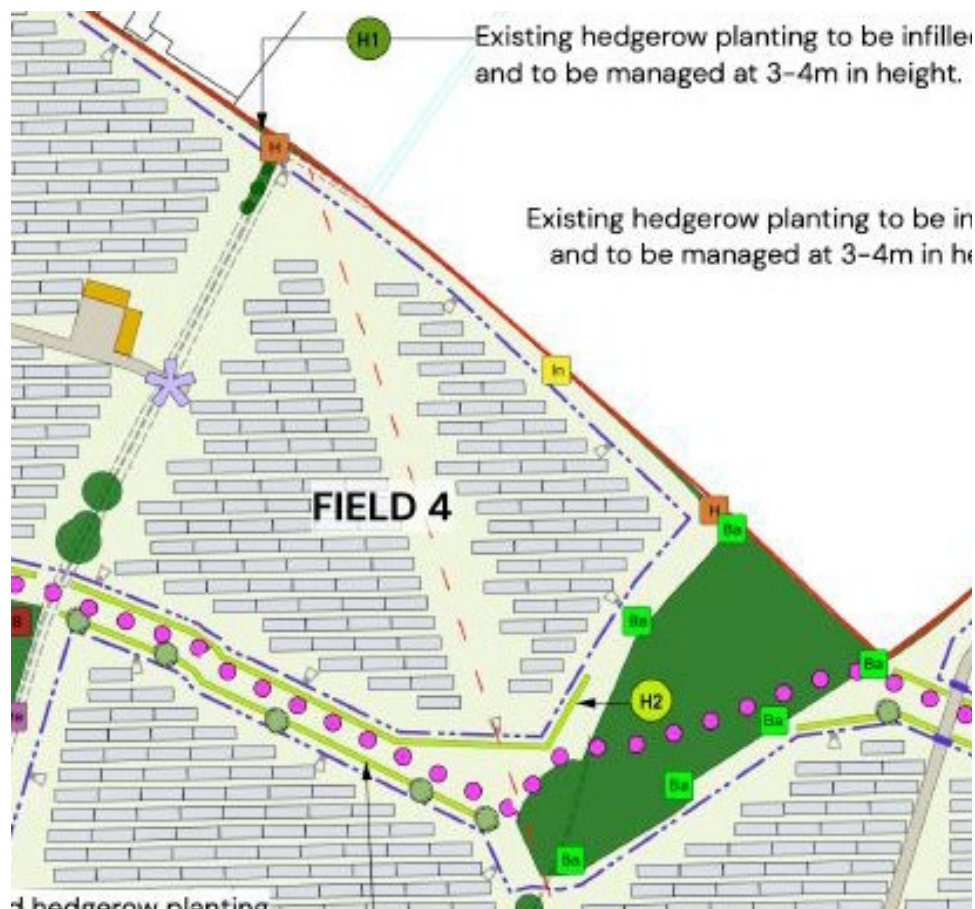 H1
Existing hedgerow planting to be infilled
and to be managed at 3-4m in height.
H
Existing hedgerow planting to be in
and to be managed at 3-4m in he
In
FIELD 4
H
Ba
Ba
B
Ba
H2
Ba
Ba
Ba
d hedgerow planting